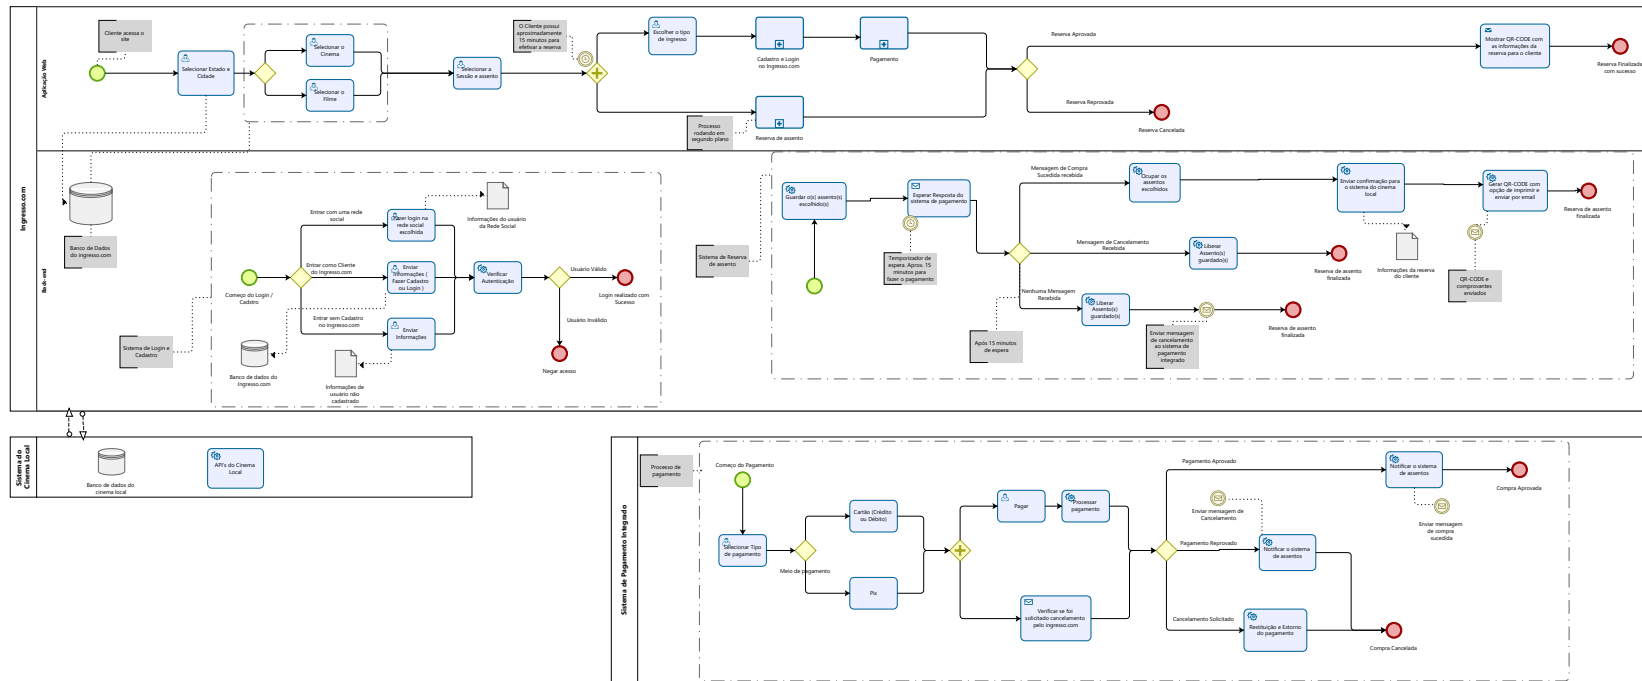 Ingresso.com
Aplicação Web
Cliente acessa o
site
Selecionar Estado e
Cidade
Selecionar o
Cinema
Selecionar o
Filme
Selecionar a
Sessão e assento
O Cliente possui
aproximadamente
15 minutos para
efetivar a reserva
Escolher o tipo
de ingresso
Cadastro e Login
no Ingresso.com
Pagamento
Processo
rodando em
segundo plano
Reserva de assento
Reserva Aprovada
Reserva Reprovada
Reserva Cancelada
Mostrar QR-CODE com
as informações da
reserva para o cliente
Reserva Finalizada
com sucesso
Back-end
Banco de Dados
do ingresso.com
Sistema de Login e
Cadastro
Começo do Login /
Cadstro
Entrar com uma rede
social
Fazer login na
rede social
escolhida
Informações do usuário
da Rede Social
Entrar como Cliente
do Ingresso.com
Enviar
Informações (
Fazer Cadastro
ou Login )
Entrar sem Cadastro
no ingresso.com
Enviar
Informações
Banco de dados do
Ingresso.com
Informações de
usuário não
cadastrado
Verificar
Autenticação
Usuário Válido
Login realizado com
Sucesso
Usuário Inválido
Negar acesso
Sistema de Reserva
de assento
Guardar o(s) assento(s)
escolhido(s)
Esperar Resposta do
sistema de pagamento
Temporizador de
espera. Aprox. 15
minutos para
fazer o pagamento
Mensagem de Compra
Sucedida recebida
Ocupar os
assentos
escolhidos
Enviar confirmação para
o sistema do cinema
local
Informações da reserva
do cliente
Gerar QR-CODE com
opção de imprimir e
enviar por email
QR-CODE e
comprovantes
enviados
Reserva de assento
finalizada
Mensagem de Cancelamento
Recebida
Liberar
Assento(s)
guardado(s)
Reserva de assento
finalizada
Nenhuma Mensagem
Recebida
Após 15 minutos
de espera
Liberar
Assento(s)
guardado(s)
Enviar mensagem
de cancelamento
ao sistema de
pagamento
integrado
Reserva de assento
finalizada
Sistema do
Cinema Local
Banco de dados do
cinema local
API's do Cinema
Local
Sistema de Pagamento Integrado
Processo de
pagamento
Começo do Pagamento
Selecionar Tipo
de pagamento
Meio de pagamento
Cartão (Crédito
ou Débito)
Pix
Pagar
Processar
pagamento
Verificar se foi
solicitado cancelamento
pelo ingresso.com
Pagamento Aprovado
Notificar o sistema
de assentos
Compra Aprovada
Enviar mensagem
de compra
sucedida
Enviar mensagem de
Cancelamento
Pagamento Reprovado
Notificar o sistema
de assentos
Cancelamento Solicitado
Restituição e Extorno
do pagamento
Compra Cancelada